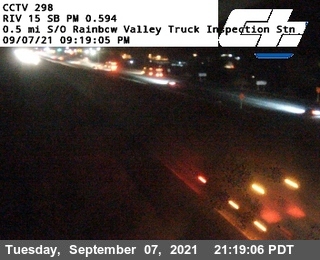 CCTV 298
RIV 15 SB PM 0.594
0.5 mi S/O Rainbow Valley Truck Inspection Stn
09/07/21 09:19:05 PM
Ct
Tuesday, September 07, 2021 21:19:06 PDT